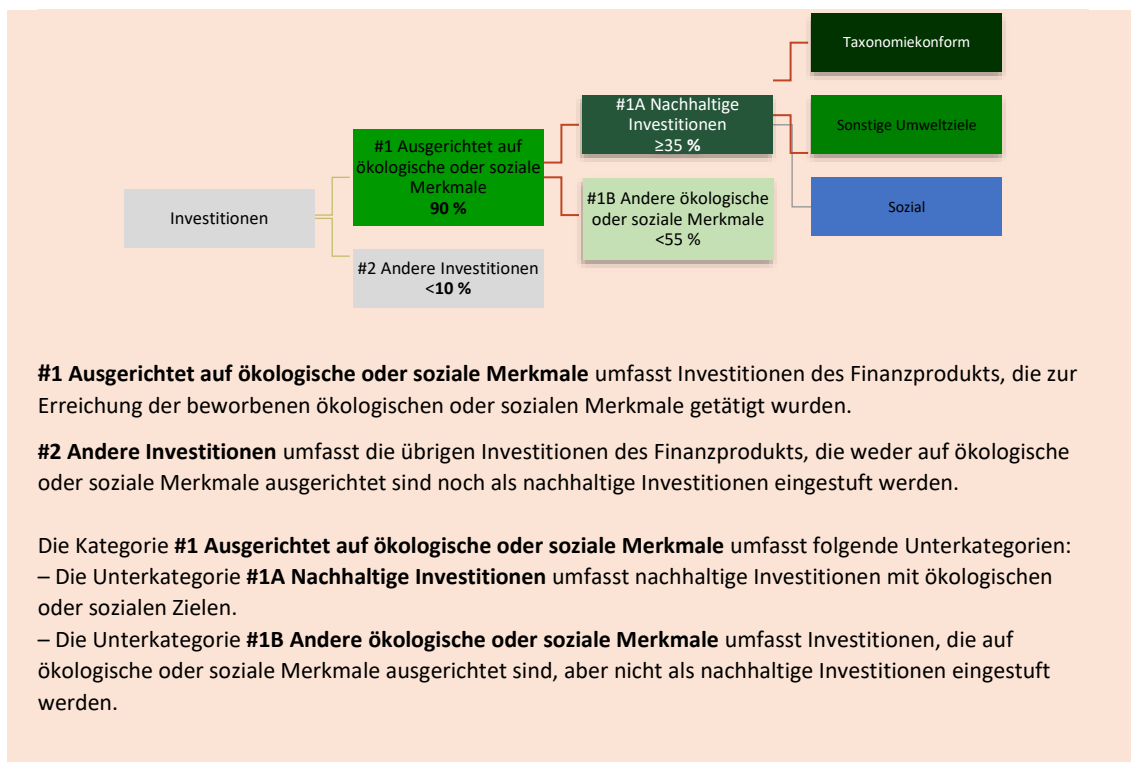 Taxonomiekonform
#1A Nachhaltige
Investitionen
≥35 %
Sonstige Umweltziele
#1 Ausgerichtet auf
ökologische oder soziale
Merkmale
90 %
#1B Andere ökologische
oder soziale Merkmale
<55 %
Sozial
Investitionen
#2 Andere Investitionen
<10 %
#1 Ausgerichtet auf ökologische oder soziale Merkmale umfasst Investitionen des Finanzprodukts, die zur
Erreichung der beworbenen ökologischen oder sozialen Merkmale getätigt wurden.
#2 Andere Investitionen umfasst die übrigen Investitionen des Finanzprodukts, die weder auf ökologische
oder soziale Merkmale ausgerichtet sind noch als nachhaltige Investitionen eingestuft werden.
Die Kategorie #1 Ausgerichtet auf ökologische oder soziale Merkmale umfasst folgende Unterkategorien:
– Die Unterkategorie #1A Nachhaltige Investitionen umfasst nachhaltige Investitionen mit ökologischen
oder sozialen Zielen.
– Die Unterkategorie #1B Andere ökologische oder soziale Merkmale umfasst Investitionen, die auf
ökologische oder soziale Merkmale ausgerichtet sind, aber nicht als nachhaltige Investitionen eingestuft
werden.